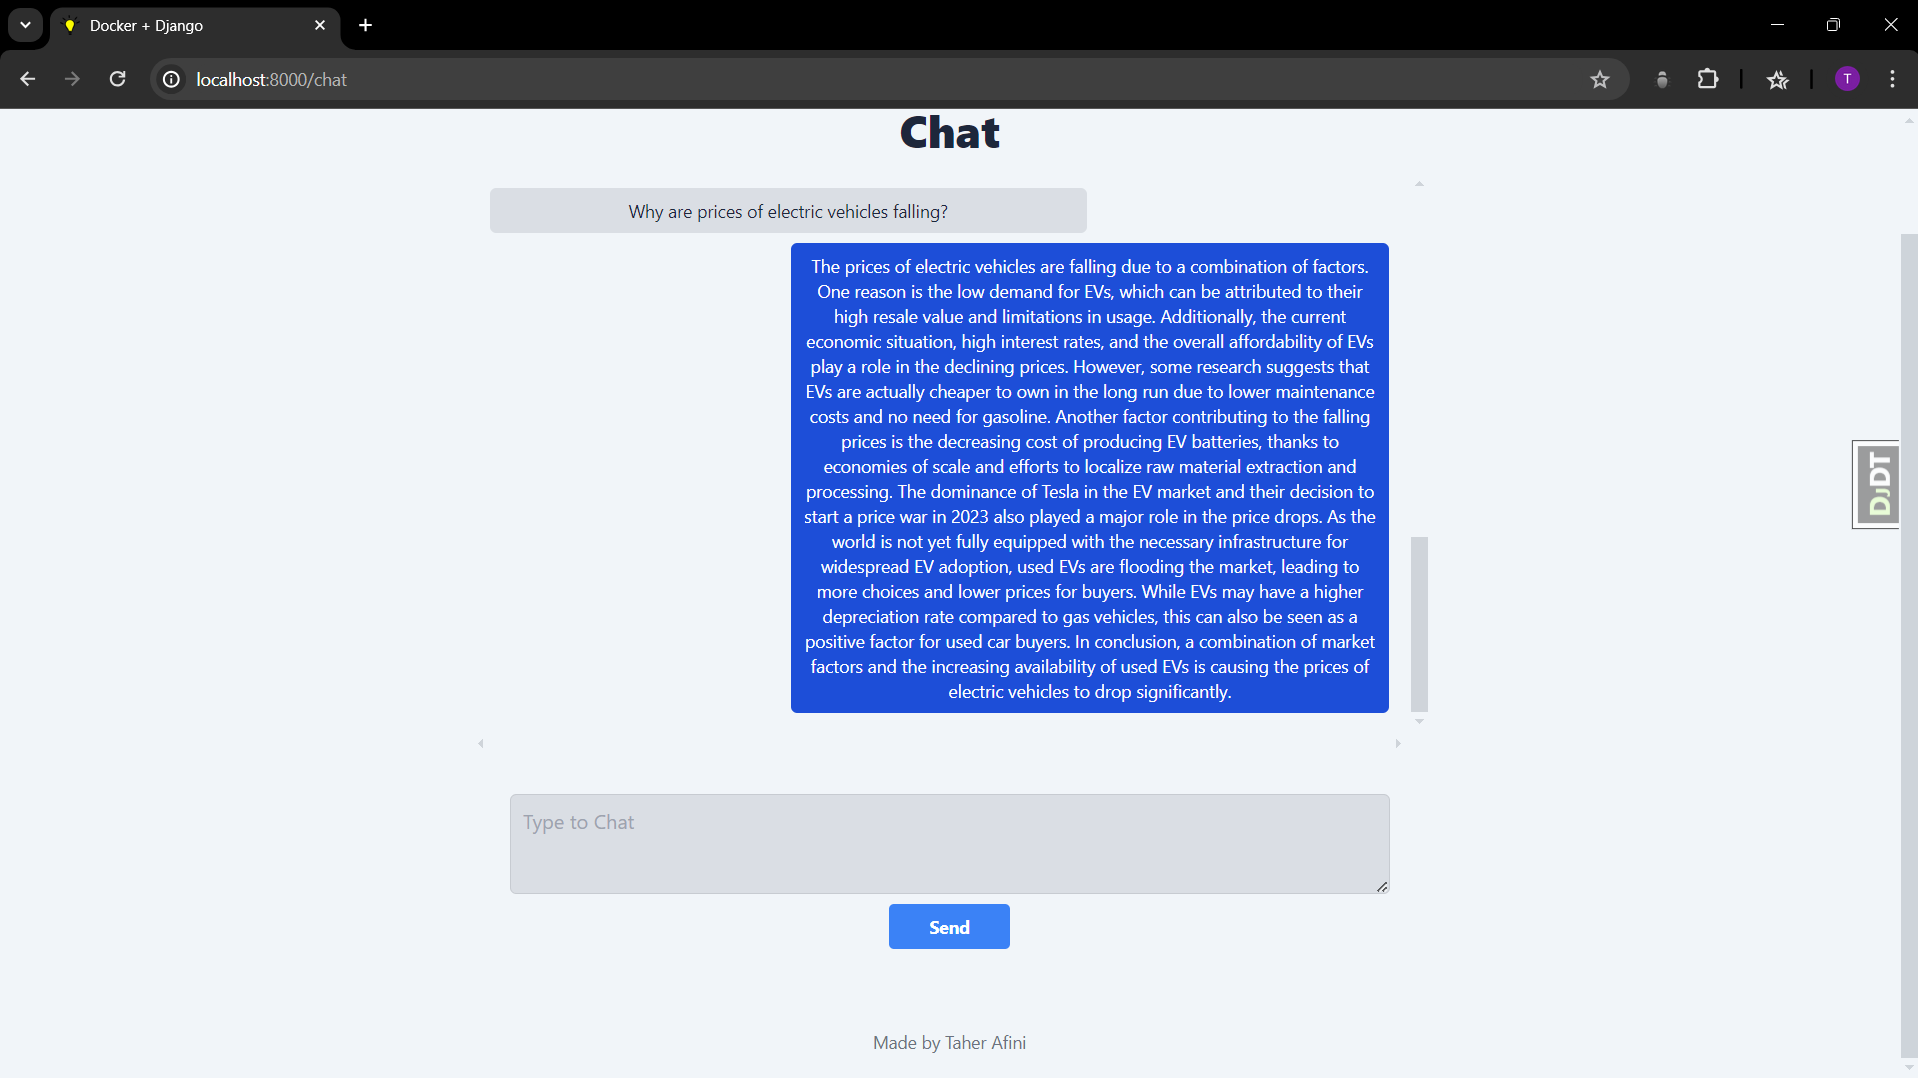 Docker + Django
localhost:8000/chat
T
Chat
Why are prices of electric vehicles falling?
The prices of electric vehicles are falling due to a combination of factors.
One reason is the low demand for EVs, which can be attributed to their
high resale value and limitations in usage. Additionally, the current
economic situation, high interest rates, and the overall affordability of EVs
play a role in the declining prices. However, some research suggests that
EVs are actually cheaper to own in the long run due to lower maintenance
costs and no need for gasoline. Another factor contributing to the falling
prices is the decreasing cost of producing EV batteries, thanks to
economies of scale and efforts to localize raw material extraction and
processing. The dominance of Tesla in the EV market and their decision to
start a price war in 2023 also played a major role in the price drops. As the
world is not yet fully equipped with the necessary infrastructure for
widespread EV adoption, used EVs are flooding the market, leading to
more choices and lower prices for buyers. While EVs may have a higher
depreciation rate compared to gas vehicles, this can also be seen as a
positive factor for used car buyers. In conclusion, a combination of market
factors and the increasing availability of used EVs is causing the prices of
electric vehicles to drop significantly.
DJDT
Type to Chat
Send
Made by Taher Afini